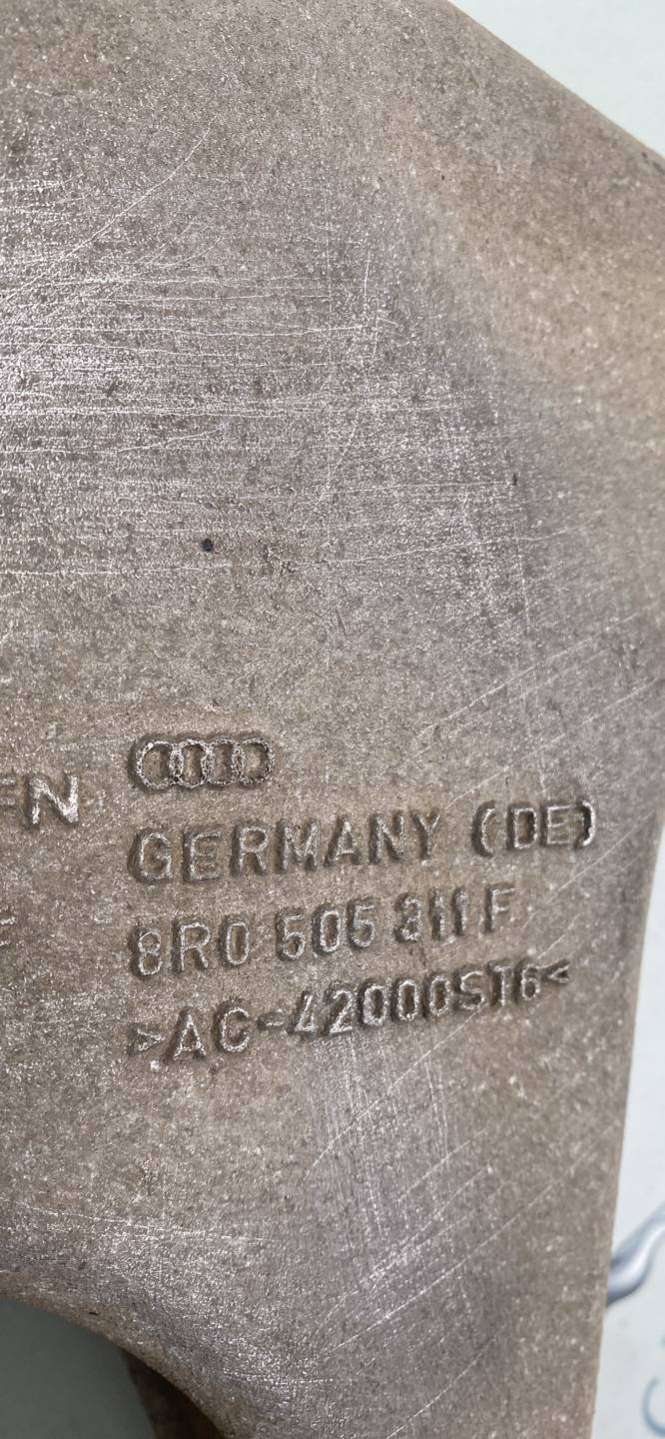 GERMANY (DE)
8R0 505 311 F
>AC-42000ST6<